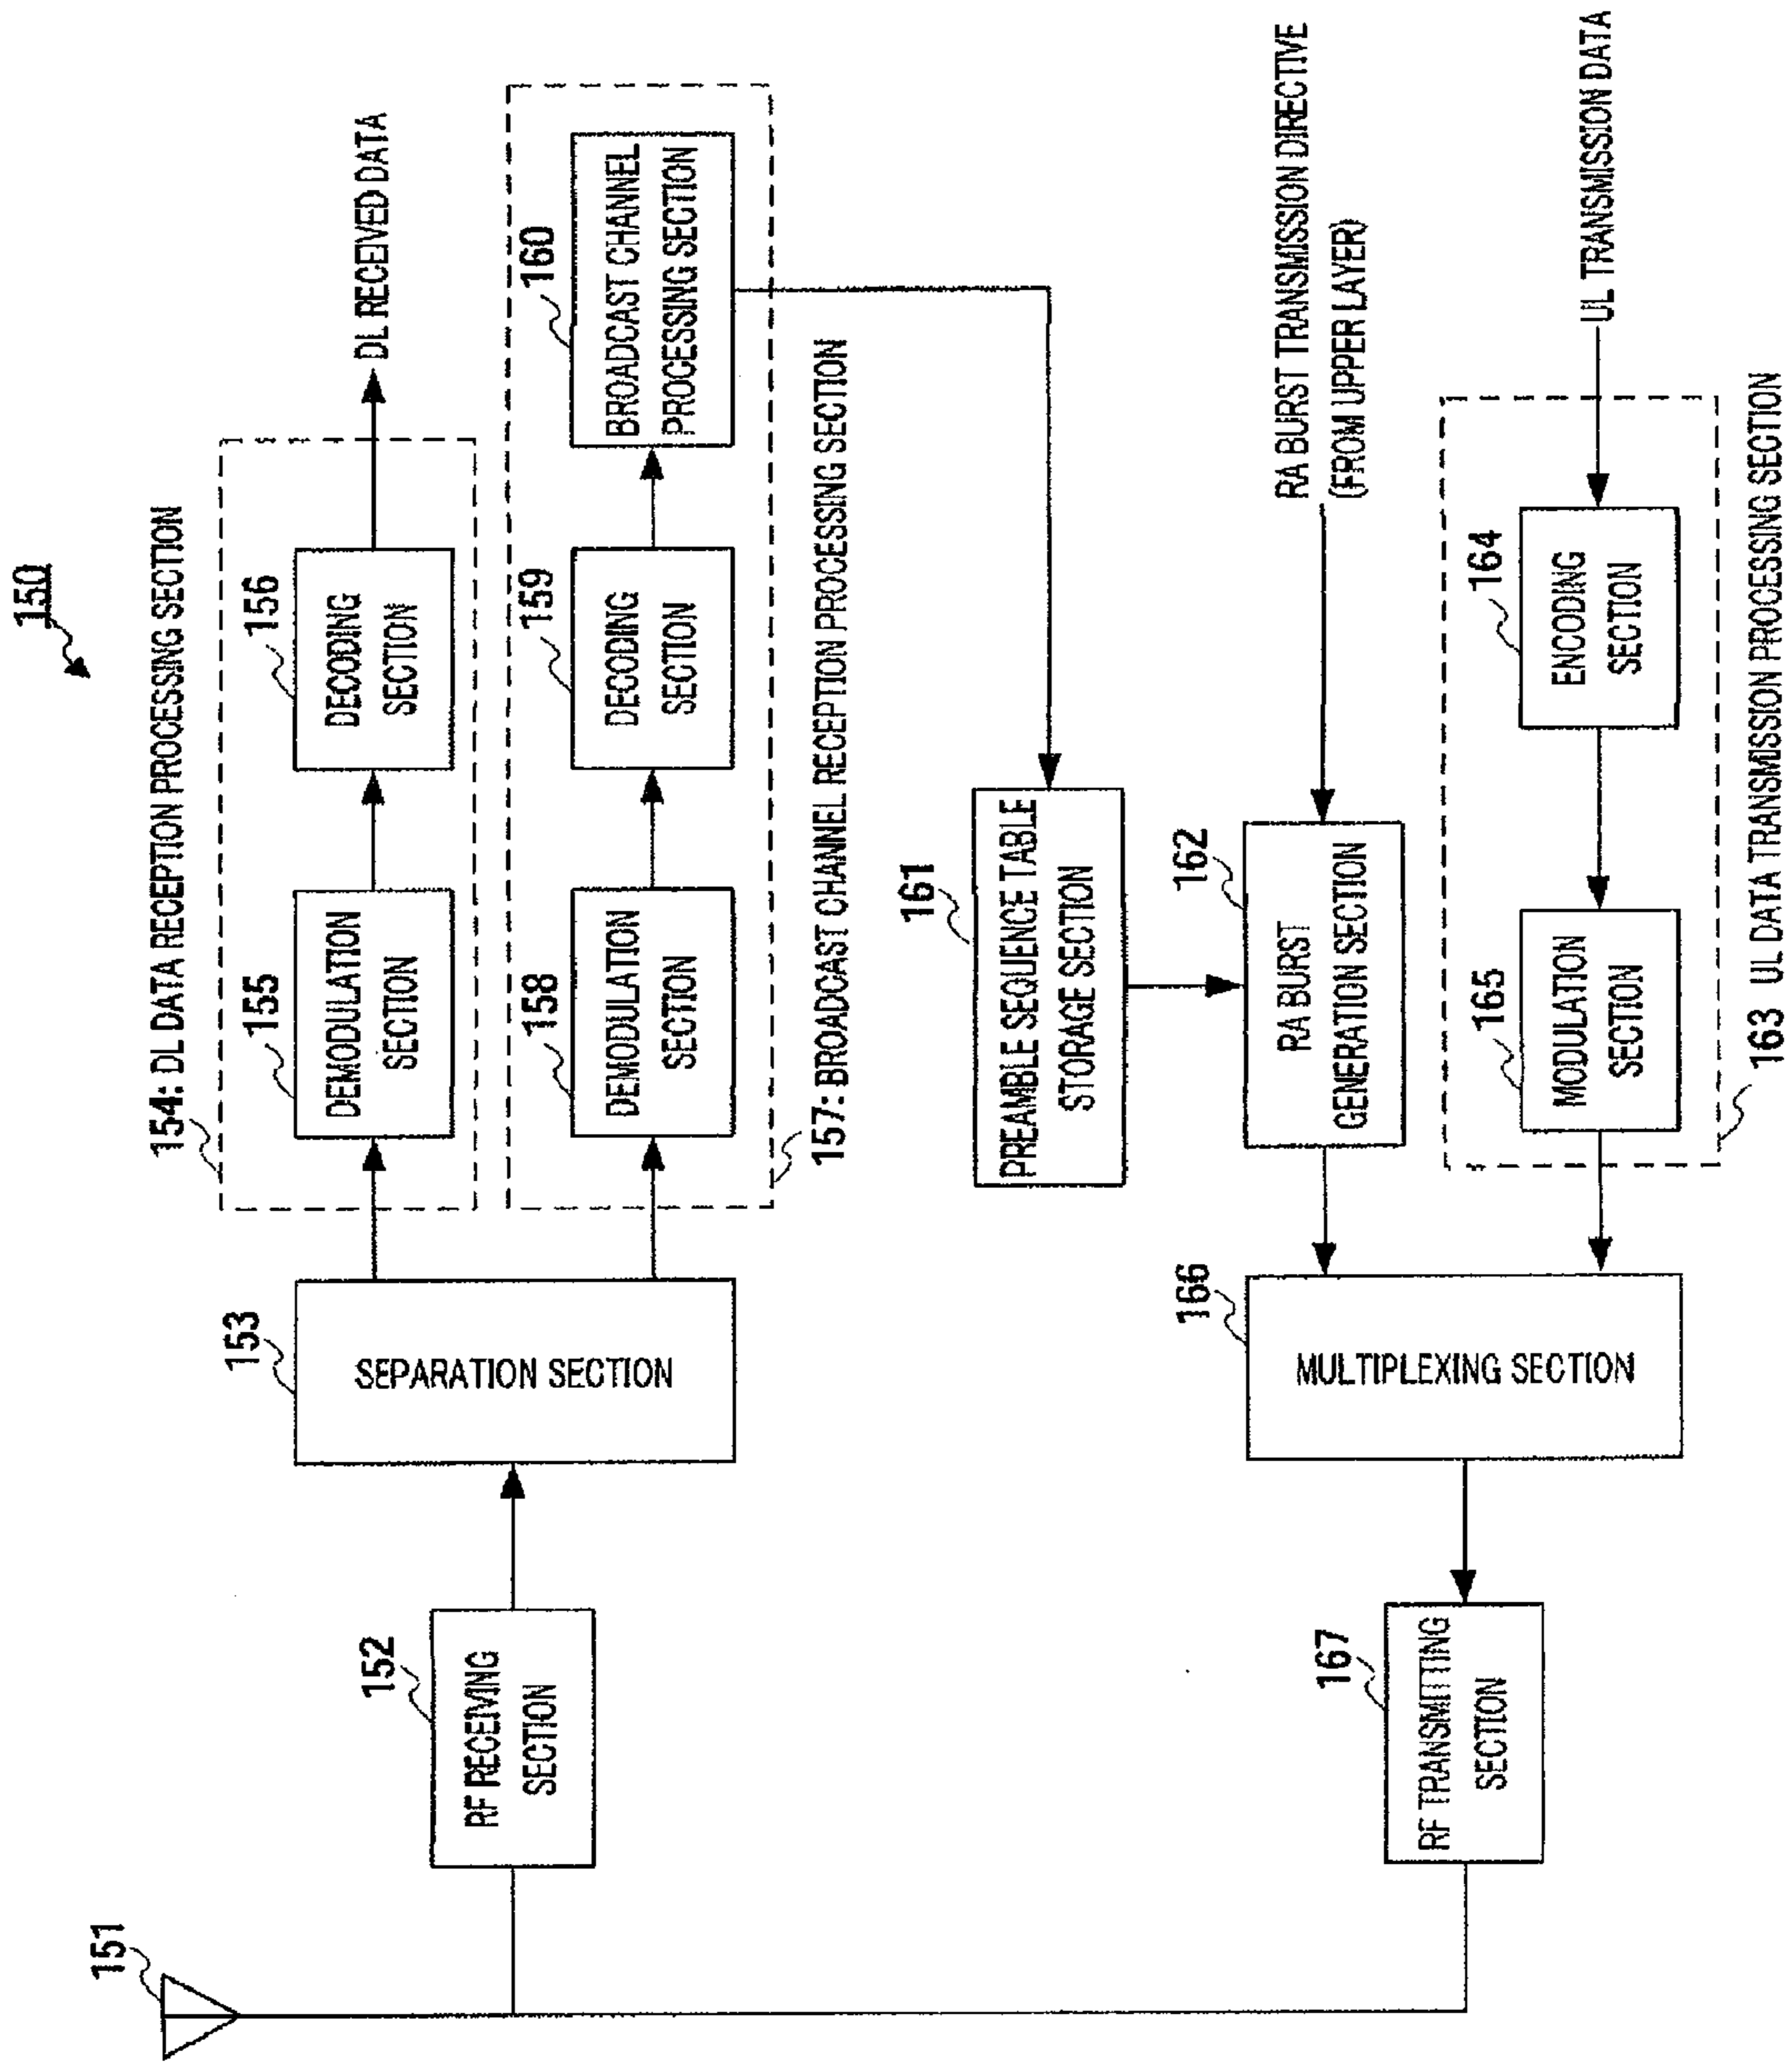 150
151
152
RF RECEIVING
SECTION
153
SEPARATION SECTION
154: DL DATA RECEPTION PROCESSING SECTION
155
DEMODULATION
SECTION
156
DECODING
SECTION
DL RECEIVED DATA
158
DEMODULATION
SECTION
159
DECODING
SECTION
160
BROADCAST CHANNEL
PROCESSING SECTION
157: BROADCAST CHANNEL RECEPTION PROCESSING SECTION
161
PREAMBLE SEQUENCE TABLE
STORAGE SECTION
162
RA BURST
GENERATION SECTION
RA BURST TRANSMISSION DIRECTIVE
(FROM UPPER LAYER)
167
RF TRANSMITTING
SECTION
166
MULTIPLEXING SECTION
165
MODULATION
SECTION
164
ENCODING
SECTION
UL TRANSMISSION DATA
163 UL DATA TRANSMISSION PROCESSING SECTION